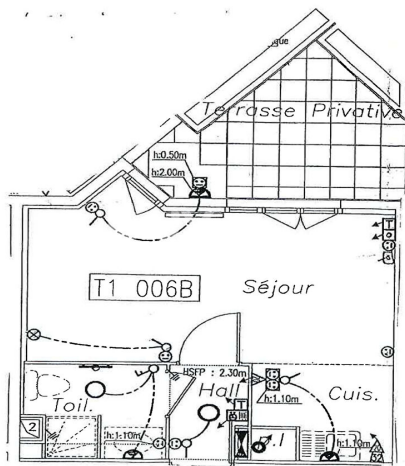 Terrasse Privative
h:0.50m
h:2.00m
T
T1 006B
Séjour
HSFP : 2.30m
Hall
T
Toil.
Cuis.
h:1.10m
2
h:1.10m
h:1.10m
32